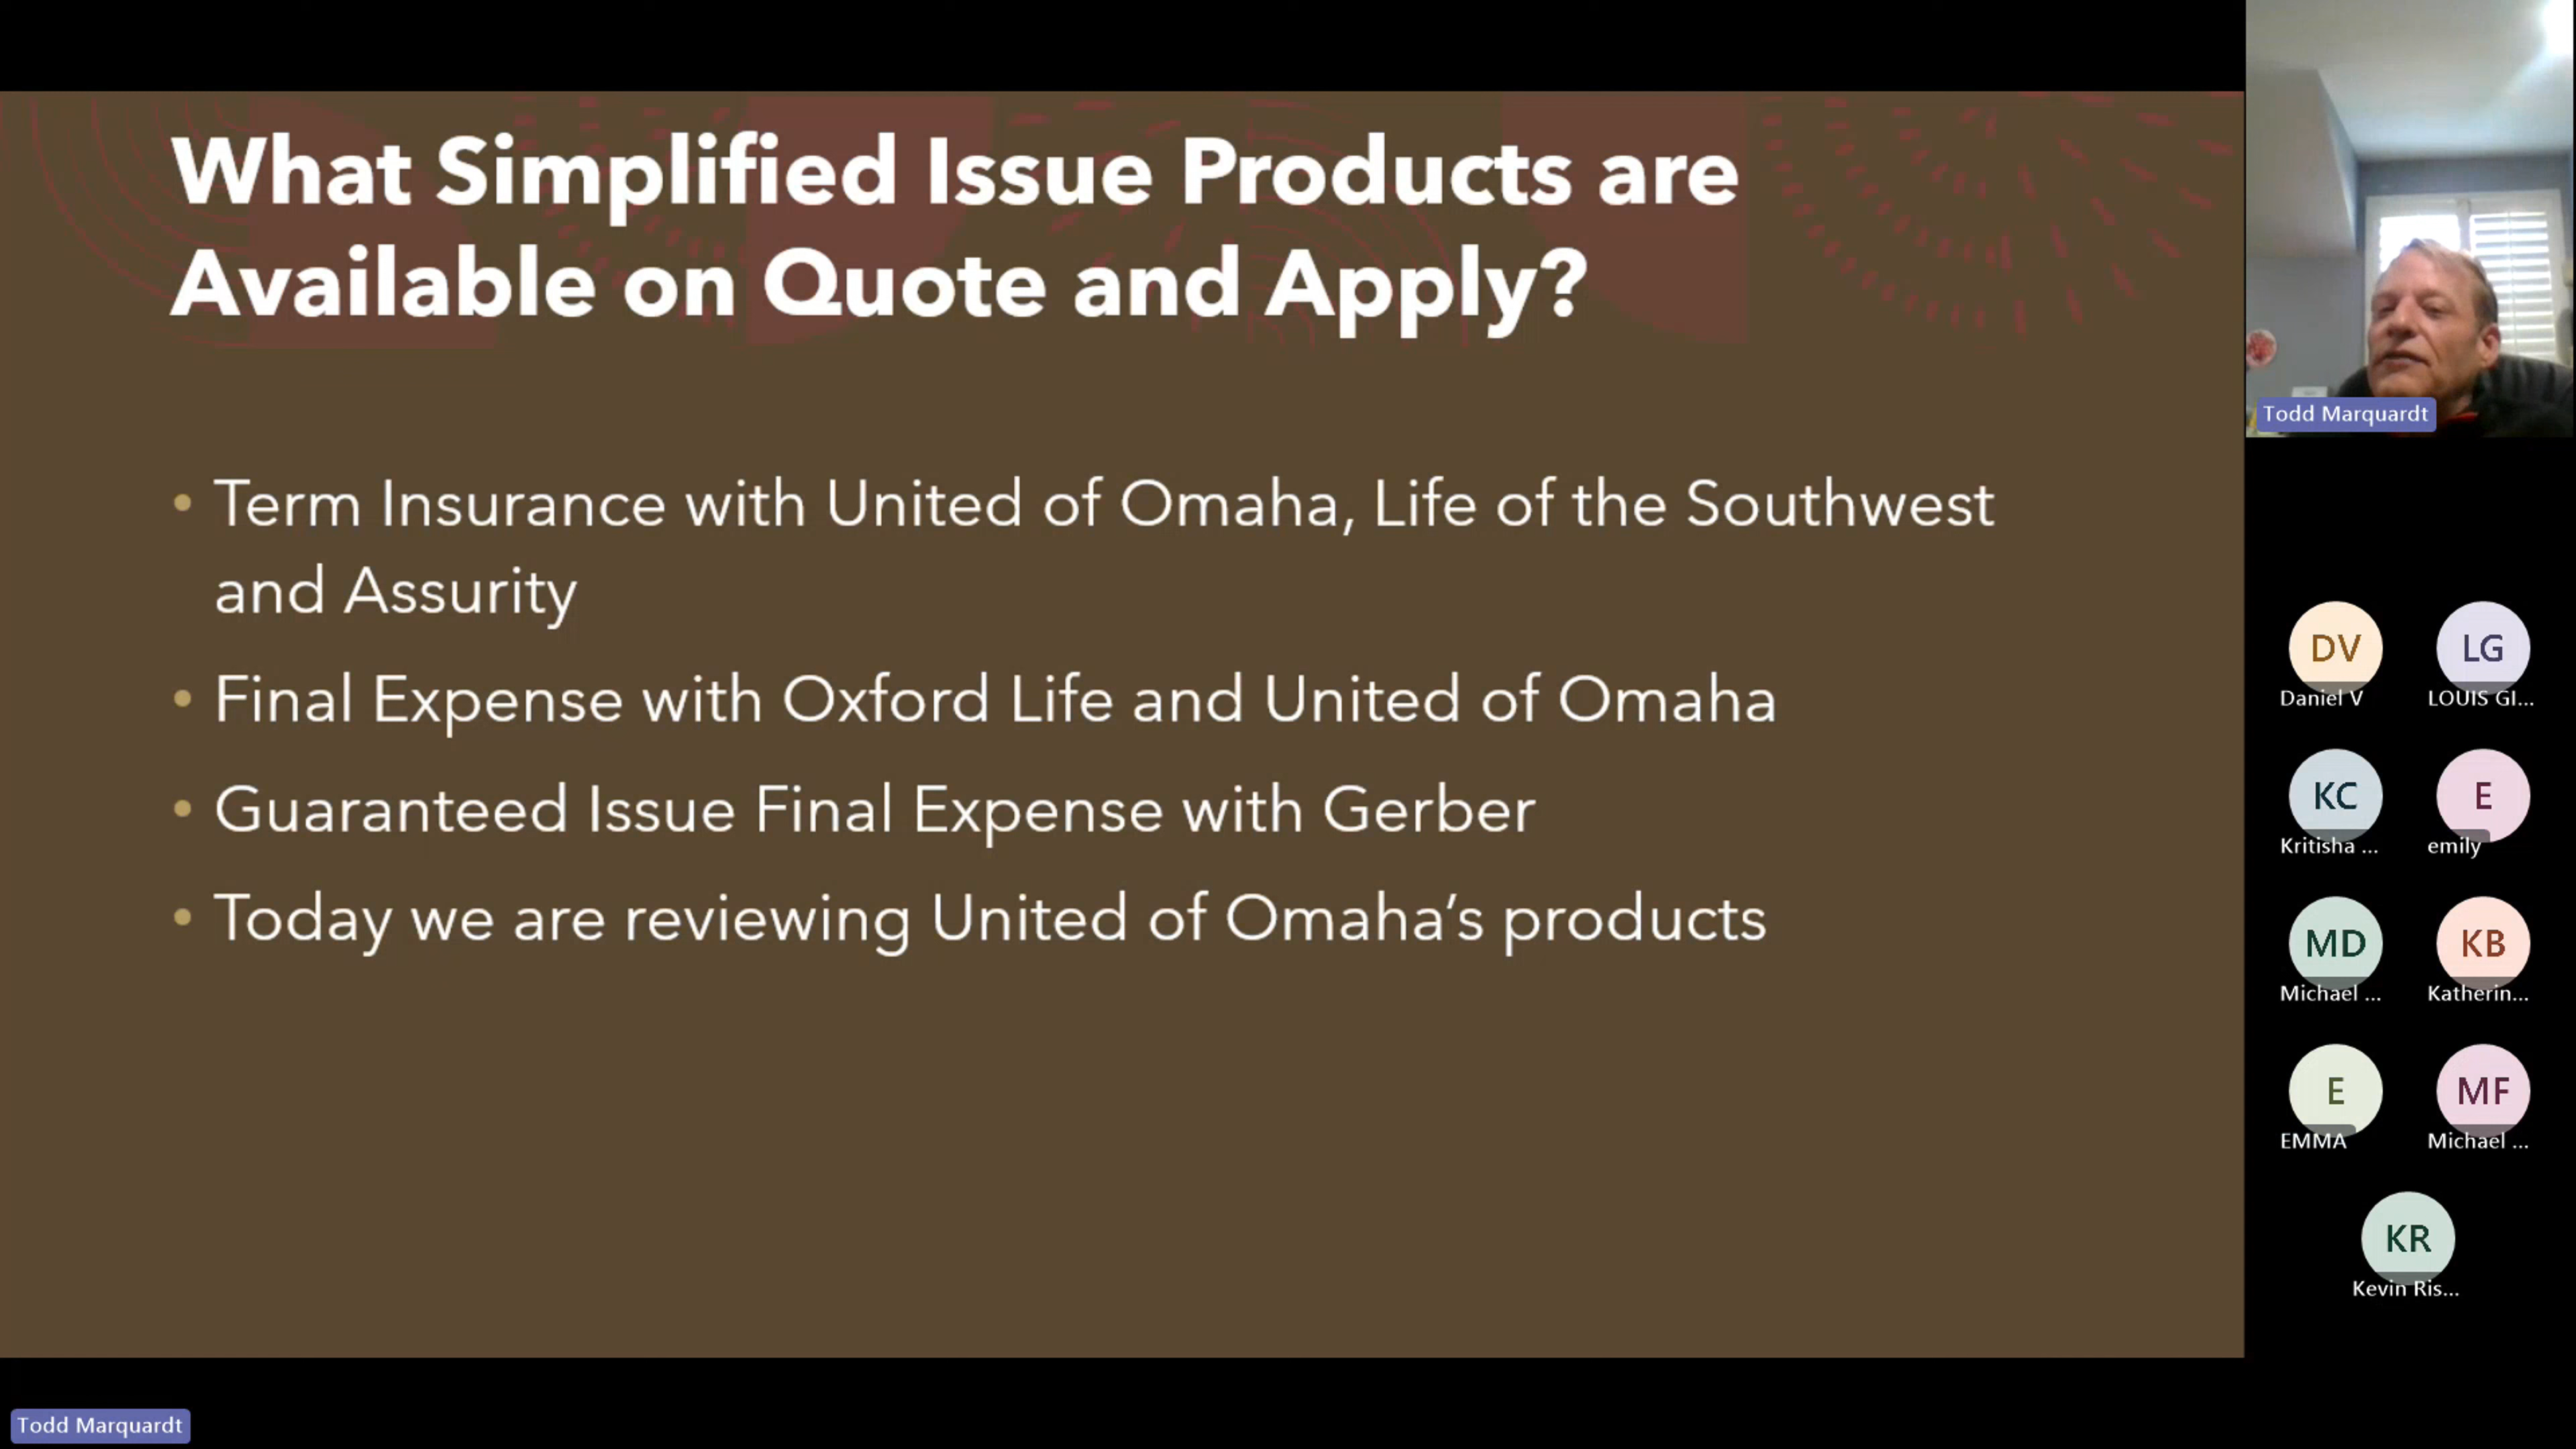 What Simplified Issue Products are
Available on Quote and Apply?
• Term Insurance with United of Omaha, Life of the Southwest
and Assurity
• Final Expense with Oxford Life and United of Omaha
• Guaranteed Issue Final Expense with Gerber
• Today we are reviewing United of Omaha’s products
Todd Marquardt
DV
Daniel V
LG
LOUIS GI...
KC
Kritisha ...
E
emily
MD
Michael ...
KB
Katherin...
E
EMMA
MF
Michael ...
KR
Kevin Ris...
Todd Marquardt